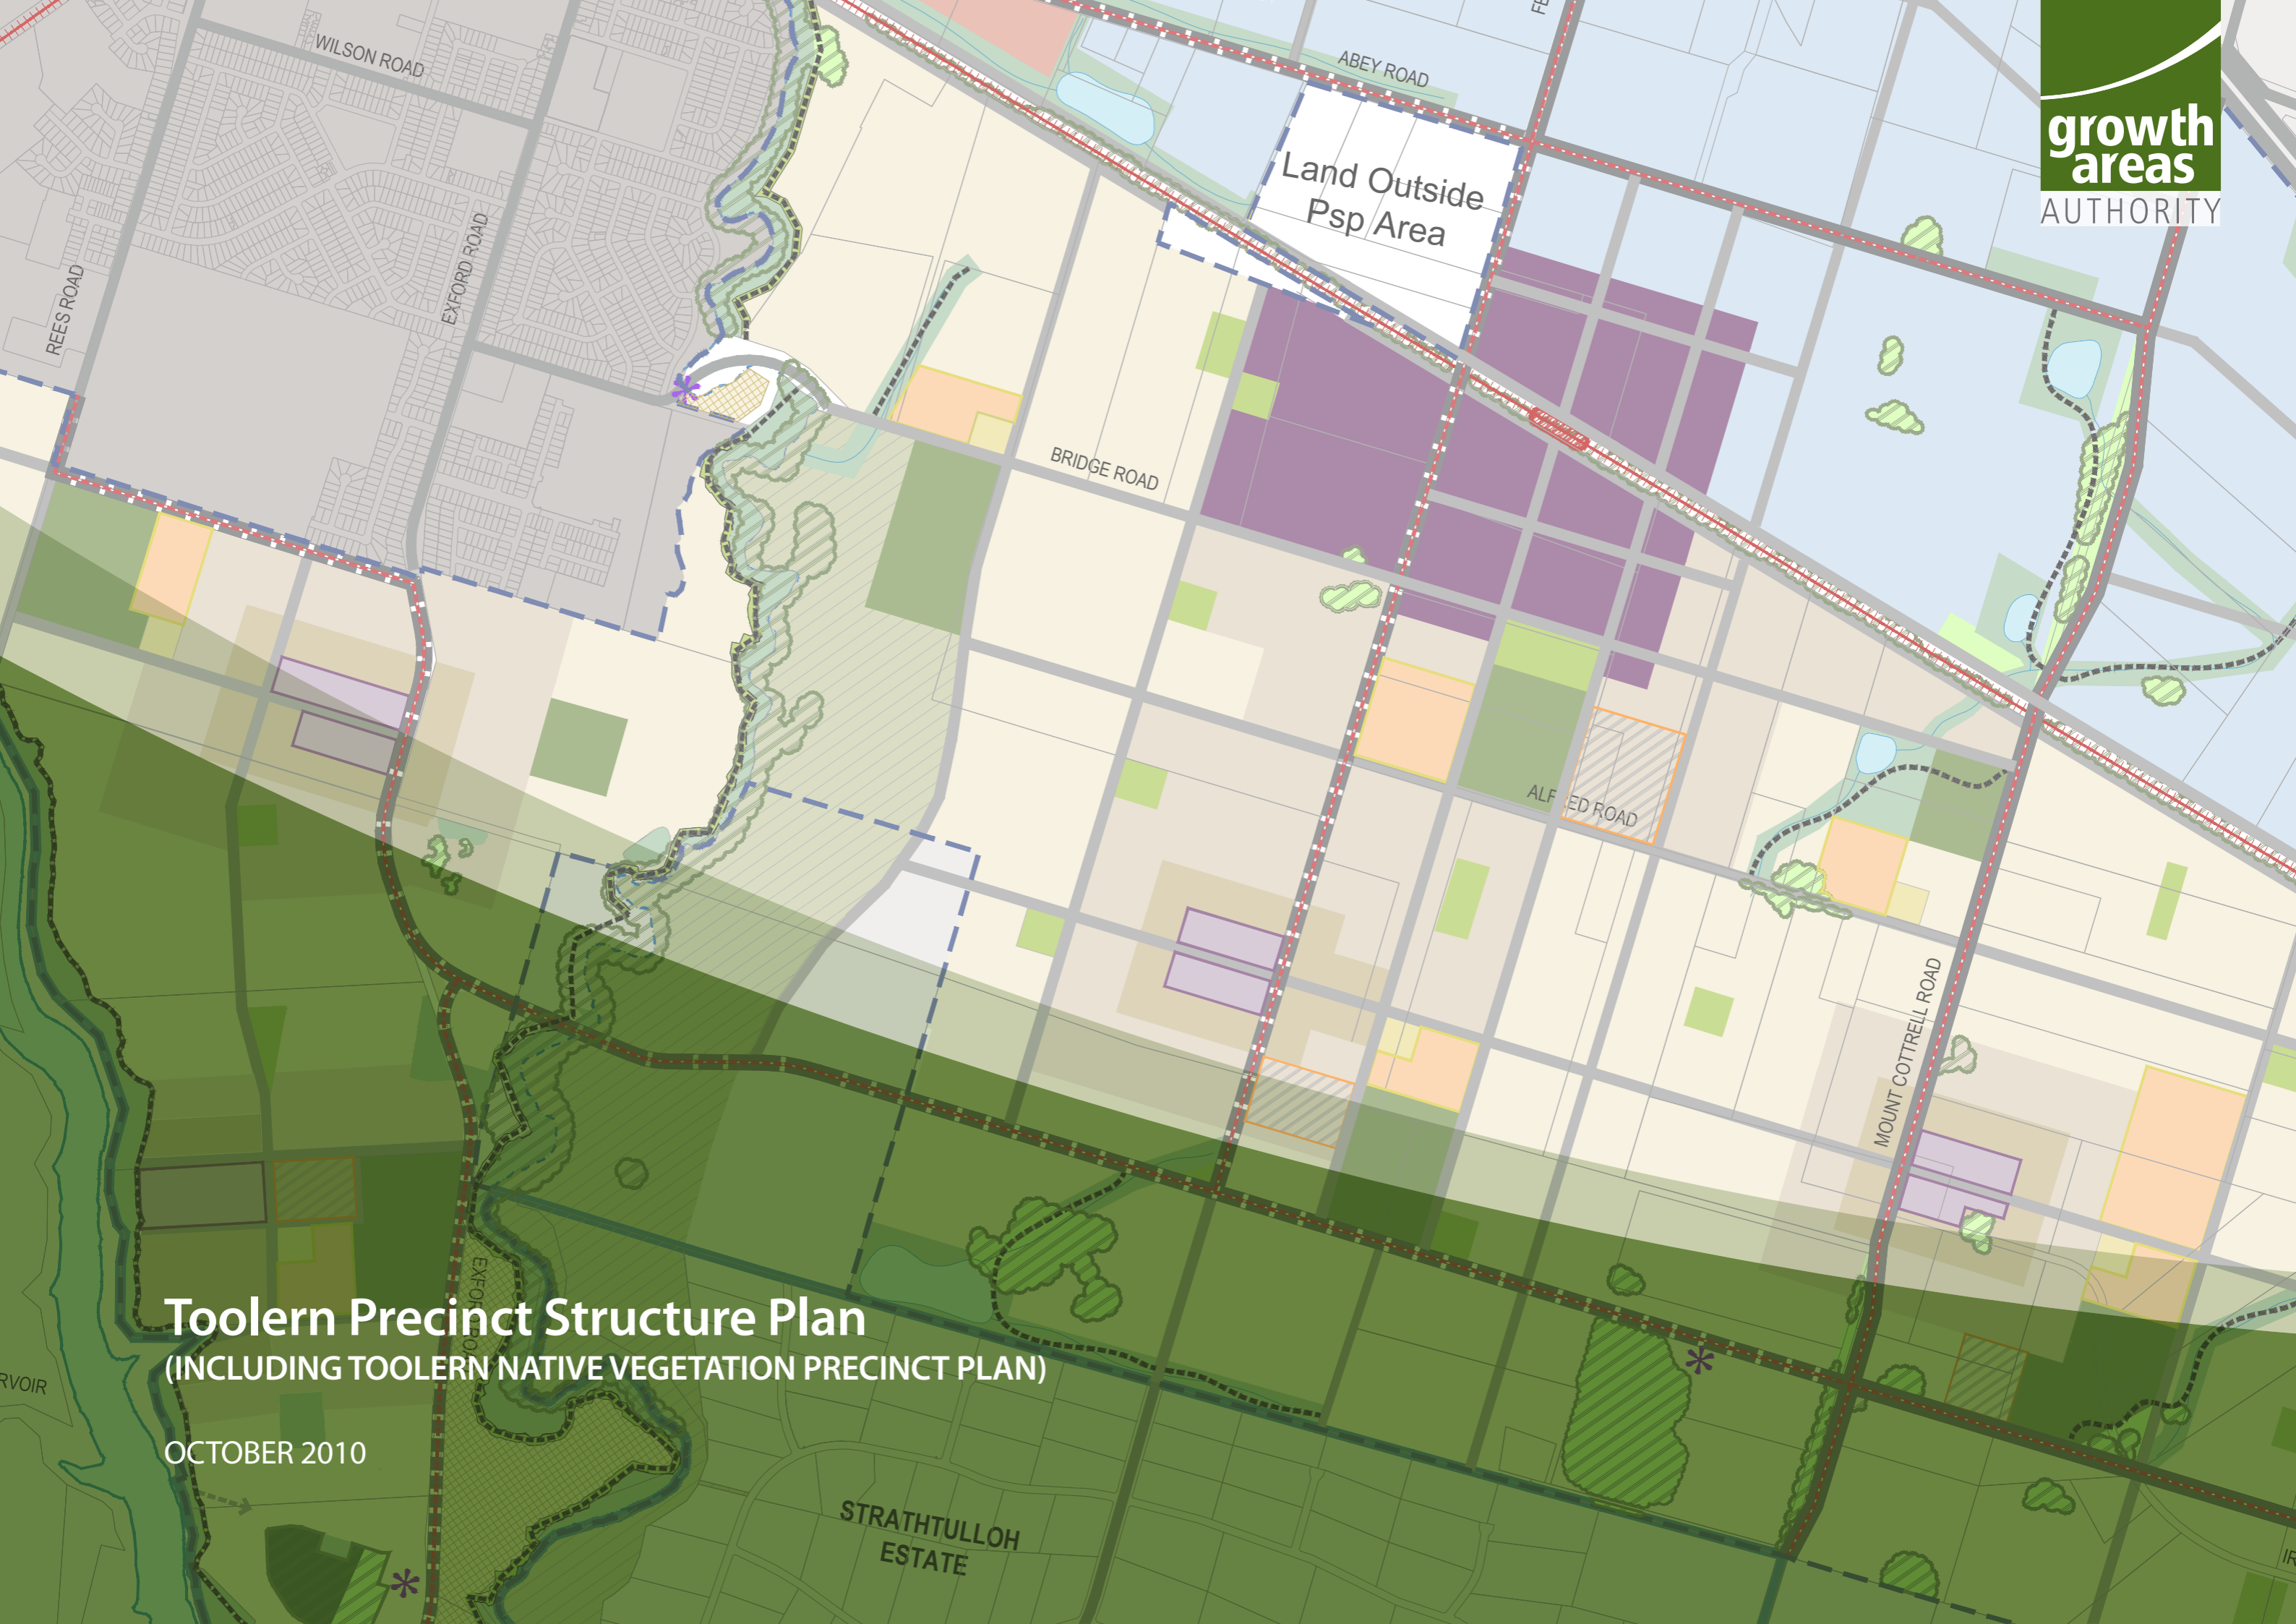 WILSON ROAD
ABEY ROAD
growth
areas
AUTHORITY
Land Outside
Psp Area
EXFORD ROAD
REES ROAD
BRIDGE ROAD
ALFRED ROAD
MOUNT COTTRELL ROAD
Toolern Precinct Structure Plan
(INCLUDING TOOLERN NATIVE VEGETATION PRECINCT PLAN)
OCTOBER 2010
STRATHTULLOH
ESTATE